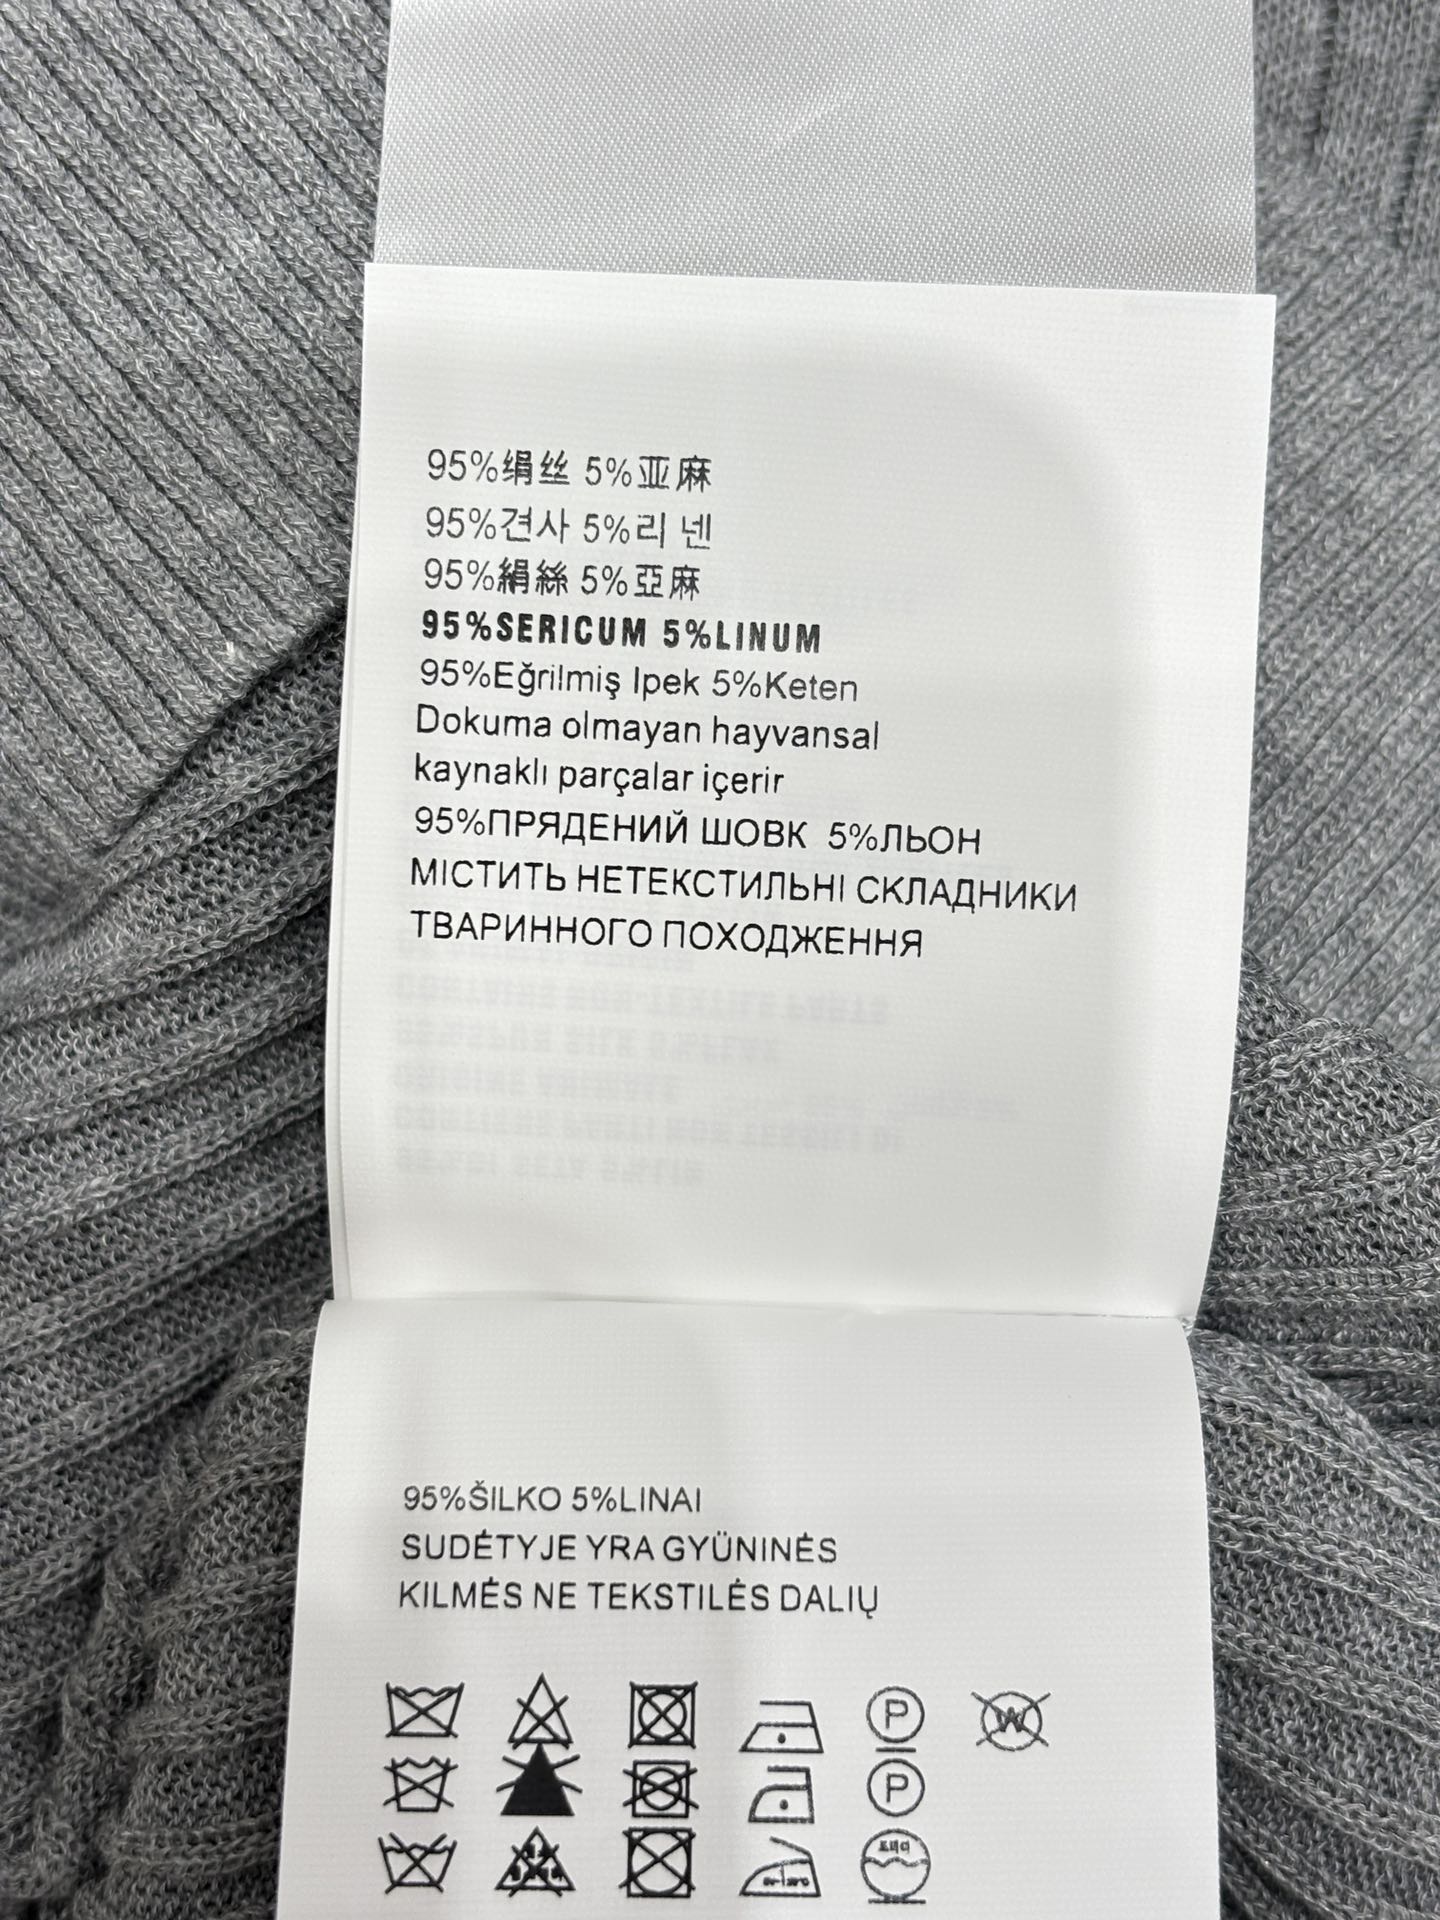 95%绢丝 5%亚麻
95%견사 5%리넨
95%絹絲 5%亞麻
95%SERICUM 5%LINUM
95%Eğrilmiş Ipek 5%Keten
Dokuma olmayan hayvansal
kaynaklı parçalar içerir
95%ПРЯДЕНИЙ ШОВК 5%ЛЬОН
МІСТИТЬ НЕТЕКСТИЛЬНІ СКЛАДНИКИ
ТВАРИННОГО ПОХОДЖЕННЯ
95%ŠILKO 5%LINAI
SUDĖTYJE YRA GYŪNINĖS
KILMĖS NE TEKSTILĖS DALIŲ
P
W
P